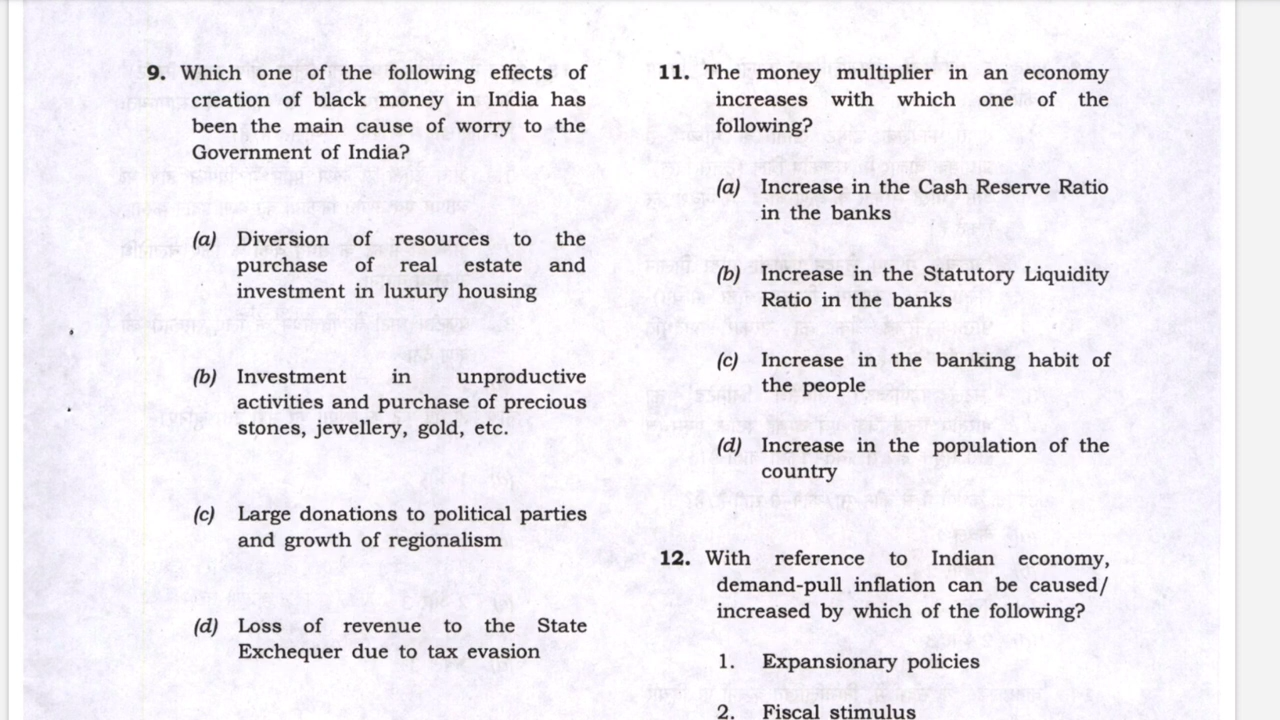 9. Which one of the following effects of
creation of black money in India has
been the main cause of worry to the
Government of India?
(a) Diversion of resources to the
purchase of real estate and
investment in luxury housing
(b) Investment in unproductive
activities and purchase of precious
stones, jewellery, gold, etc.
(c) Large donations to political parties
and growth of regionalism
(d) Loss of revenue to the State
Exchequer due to tax evasion
11. The money multiplier in an economy
increases with which one of the
following?
(a) Increase in the Cash Reserve Ratio
in the banks
(b) Increase in the Statutory Liquidity
Ratio in the banks
(c) Increase in the banking habit of
the people
(d) Increase in the population of the
country
12. With reference to Indian economy,
demand-pull inflation can be caused/
increased by which of the following?
1. Expansionary policies
2. Fiscal stimulus